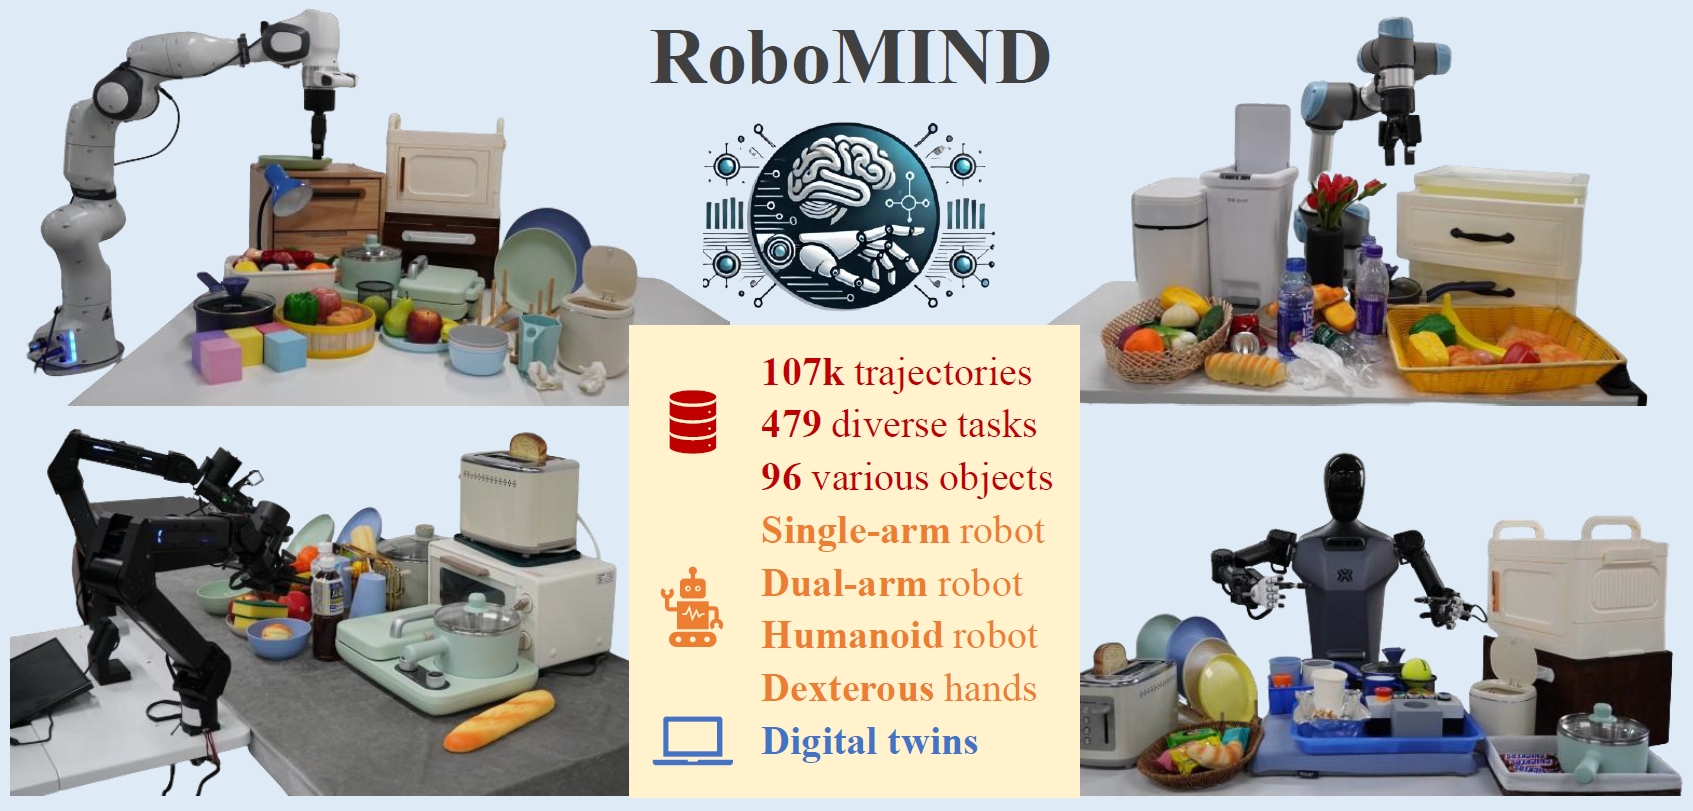 RoboMIND
107k trajectories
479 diverse tasks
96 various objects
Single-arm robot
Dual-arm robot
Humanoid robot
Dexterous hands
Digital twins